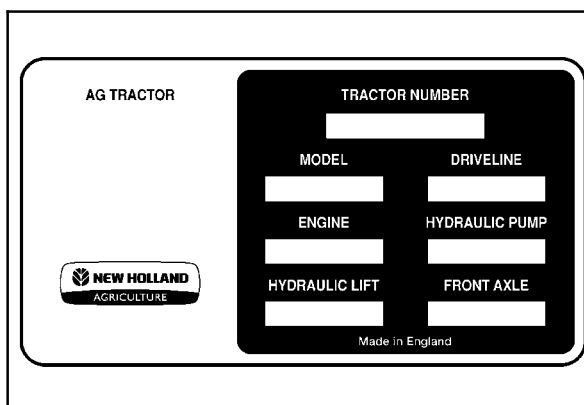 AG TRACTOR
TRACTOR NUMBER
MODEL DRIVELINE
ENGINE HYDRAULIC PUMP
NEW HOLLAND
AGRICULTURE
HYDRAULIC LIFT FRONT AXLE
Made in England